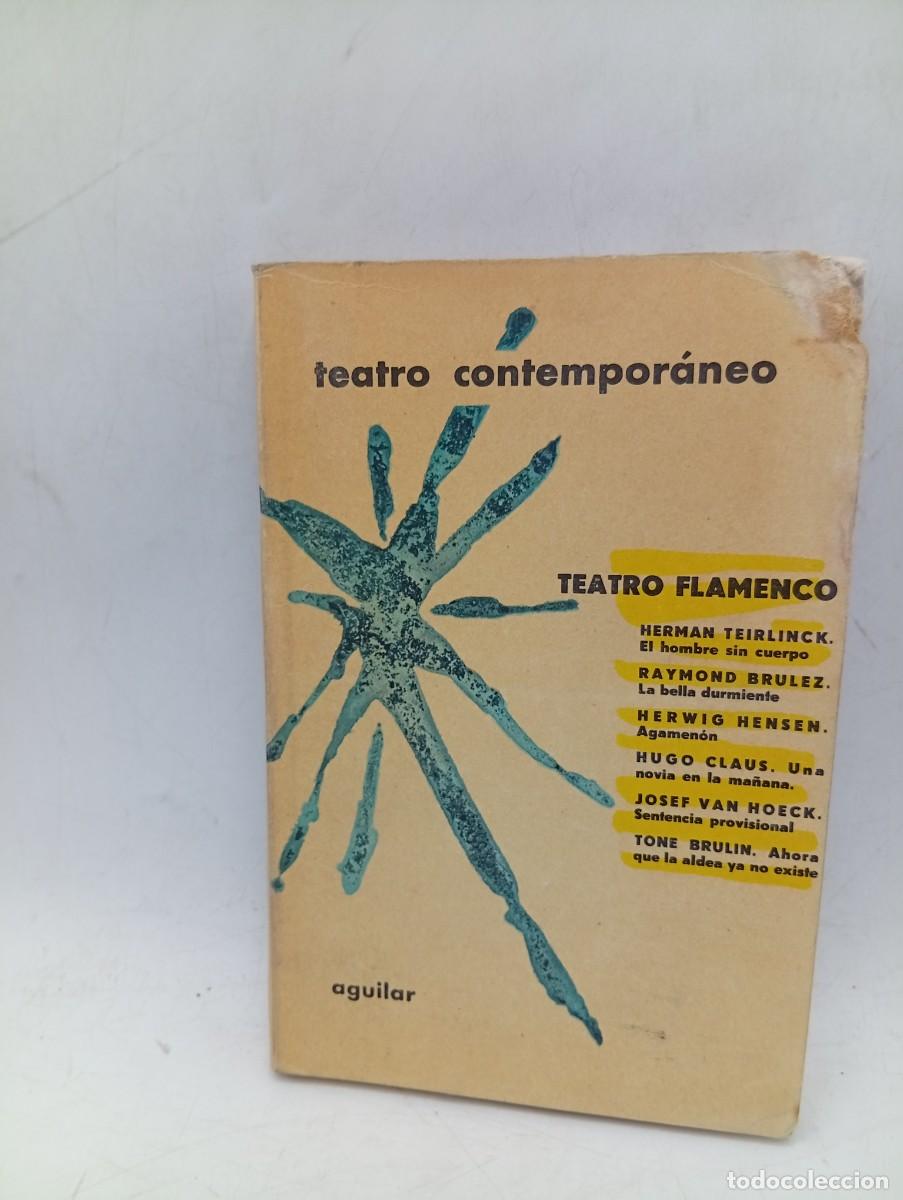 teatro contemporáneo
TEATRO FLAMENCO
HERMAN TEIRLINCK.
El hombre sin cuerpo
RAYMOND BRULEZ.
La bella durmiente
HERWIG HENSEN.
Agamenón
HUGO CLAUS. Una
novia en la mañana.
JOSEF VAN HOECK.
Sentencia provisional
TONE BRULIN. Ahora
que la aldea ya no existe
aguilar
todocoleccion